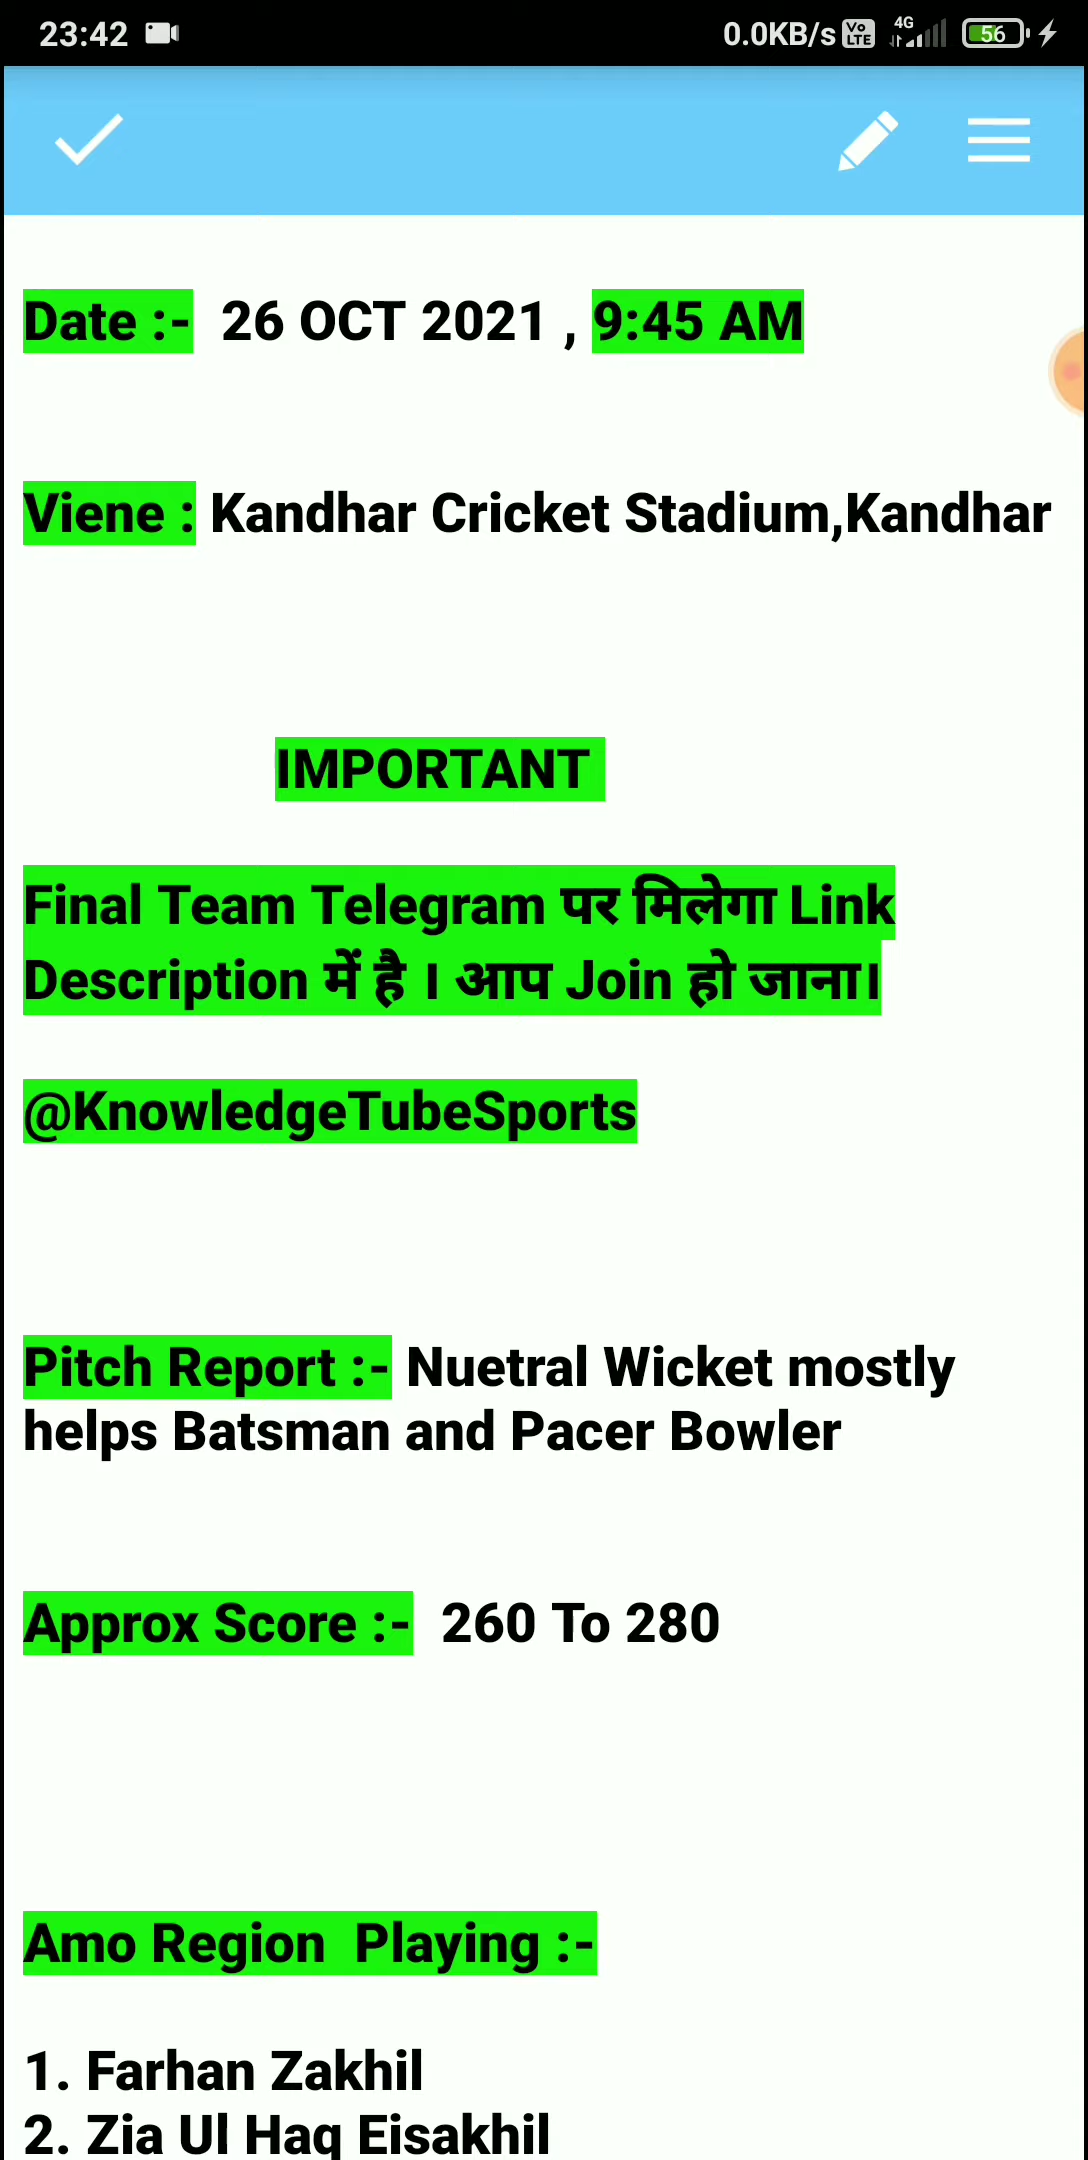 23:42
0.0KB/s Vo LTE 4G 56
Date :- 26 OCT 2021 , 9:45 AM
Viene : Kandhar Cricket Stadium,Kandhar
IMPORTANT
Final Team Telegram पर मिलेगा Link
Description में है । आप Join हो जाना।
@KnowledgeTubeSports
Pitch Report :- Nuetral Wicket mostly
helps Batsman and Pacer Bowler
Approx Score :- 260 To 280
Amo Region Playing :-
1. Farhan Zakhil
2. Zia Ul Haq Eisakhil